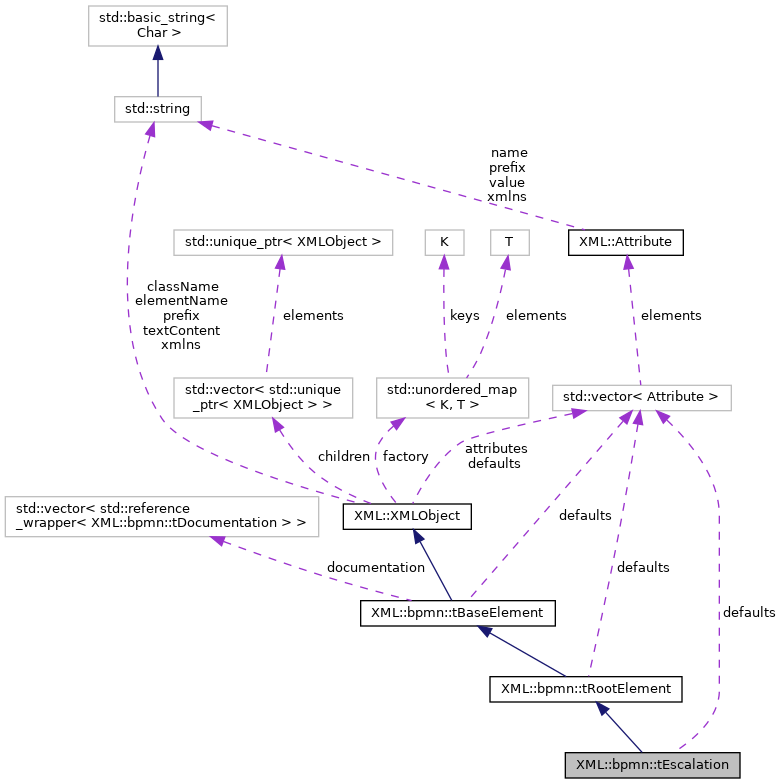 std::basic_string<
Char >
std::string
name
prefix
value
xmlns
std::unique_ptr< XMLObject >
K
T
XML::Attribute
className
elementName
prefix
textContent
xmlns
elements
keys
elements
elements
std::vector< std::unique
_ptr< XMLObject > >
std::unordered_map
< K, T >
std::vector< Attribute >
children
factory
attributes
defaults
std::vector< std::reference
_wrapper< XML::bpmn::tDocumentation > >
XML::XMLObject
defaults
documentation
defaults
XML::bpmn::tBaseElement
defaults
XML::bpmn::tRootElement
XML::bpmn::tEscalation